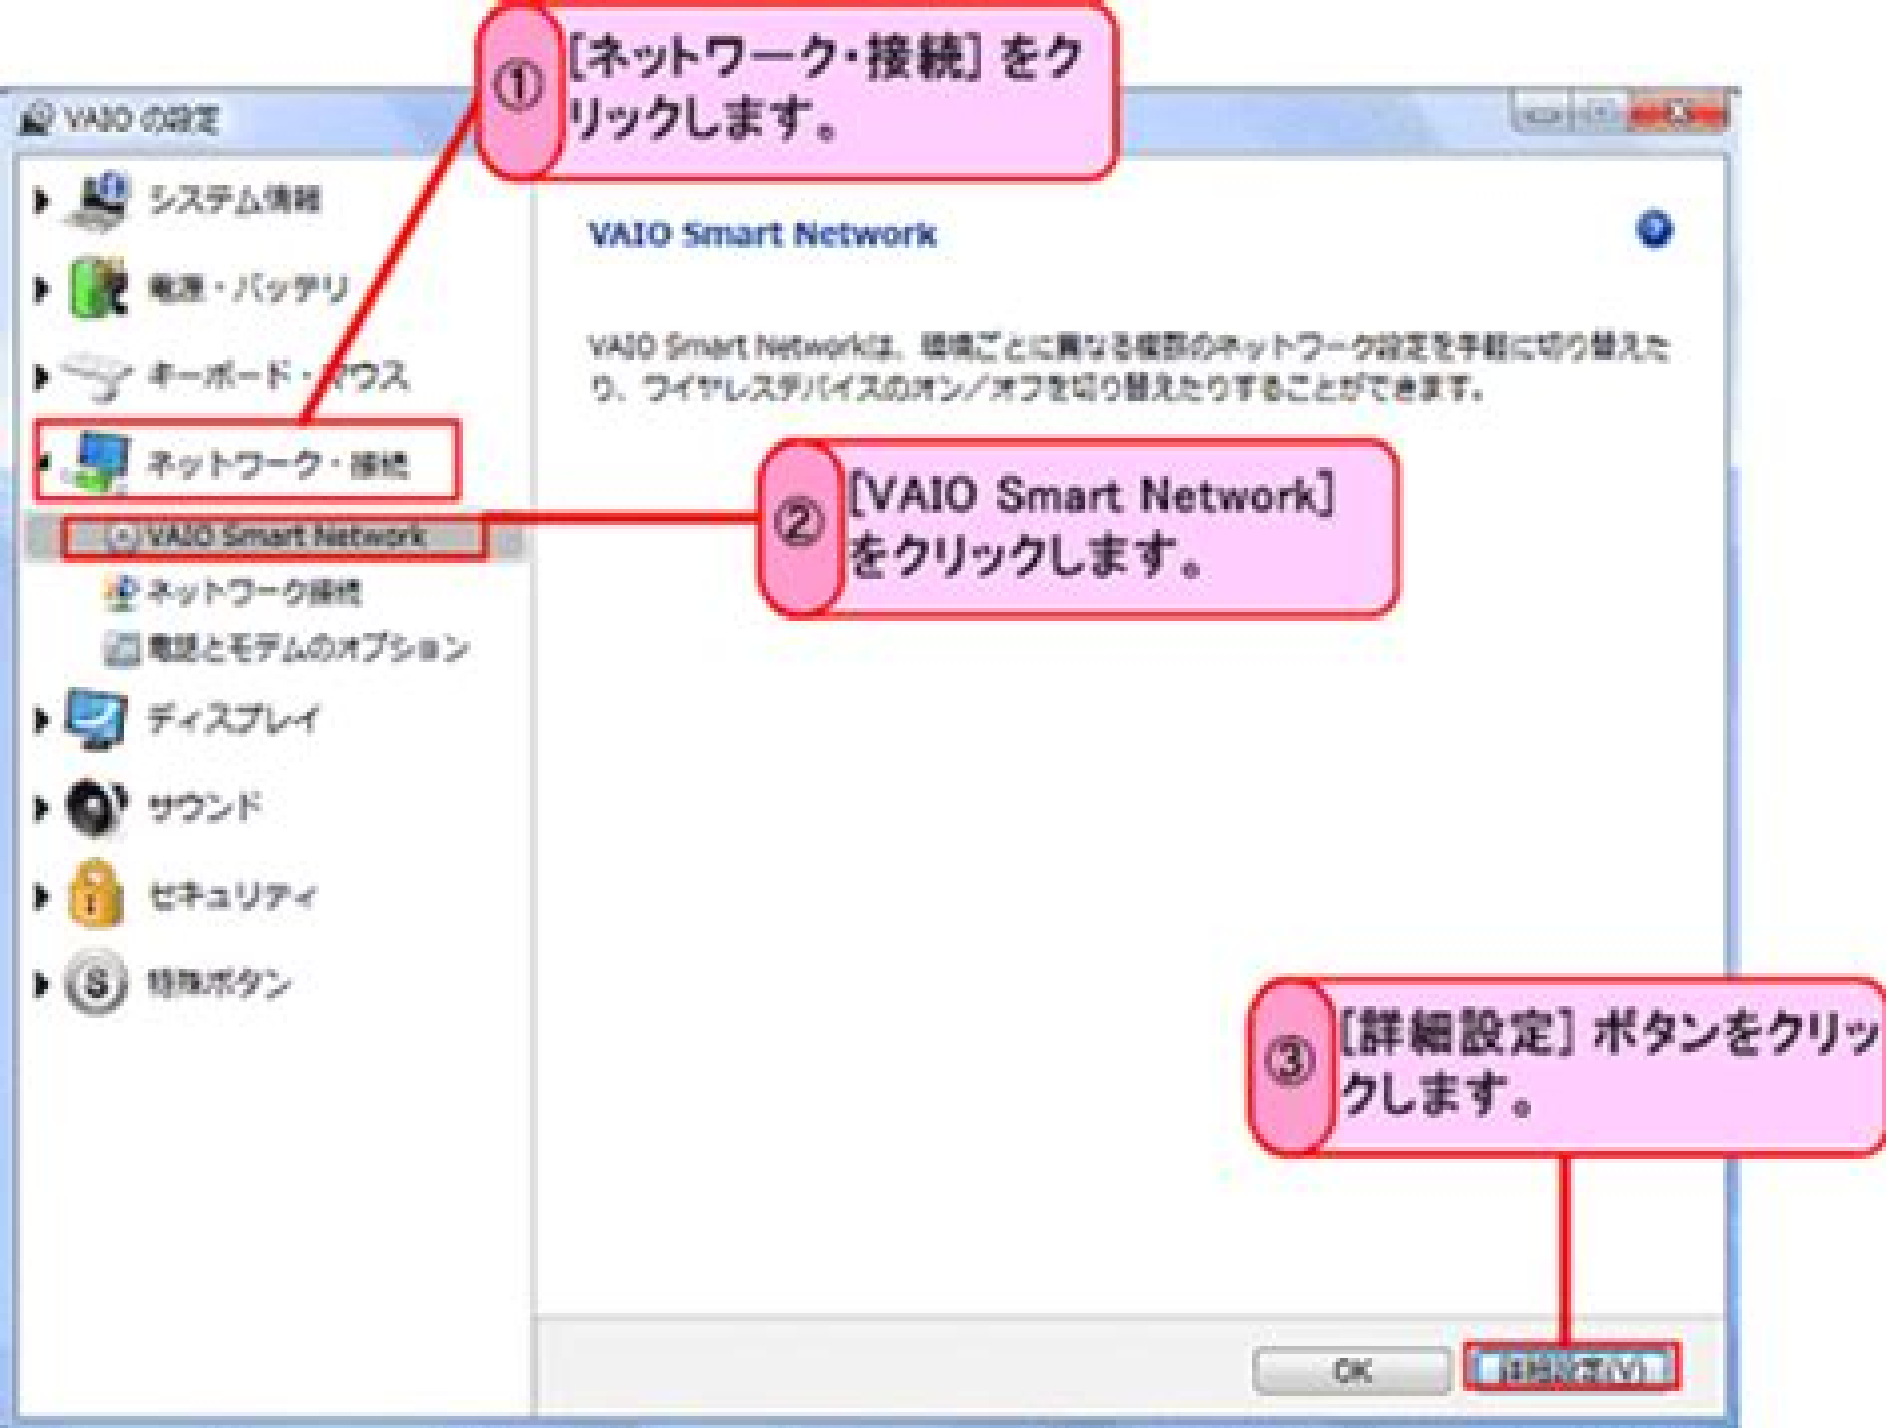 ①
[ネットワーク・接続] をク
リックします。
VAIO の設定
システム情報
電源・バッテリ
キーボード・マウス
ネットワーク・接続
VAIO Smart Network
ネットワーク接続
電話とモデムのオプション
ディスプレイ
サウンド
セキュリティ
特殊ボタン
VAIO Smart Network
VAIO Smart Networkは、環境ごとに異なる複数のネットワーク設定を手軽に切り替えた
り、ワイヤレスデバイスのオン／オフを切り替えたりすることができます。
②
[VAIO Smart Network]
をクリックします。
③
[詳細設定] ボタンをクリッ
クします。
OK
詳細設定(V)